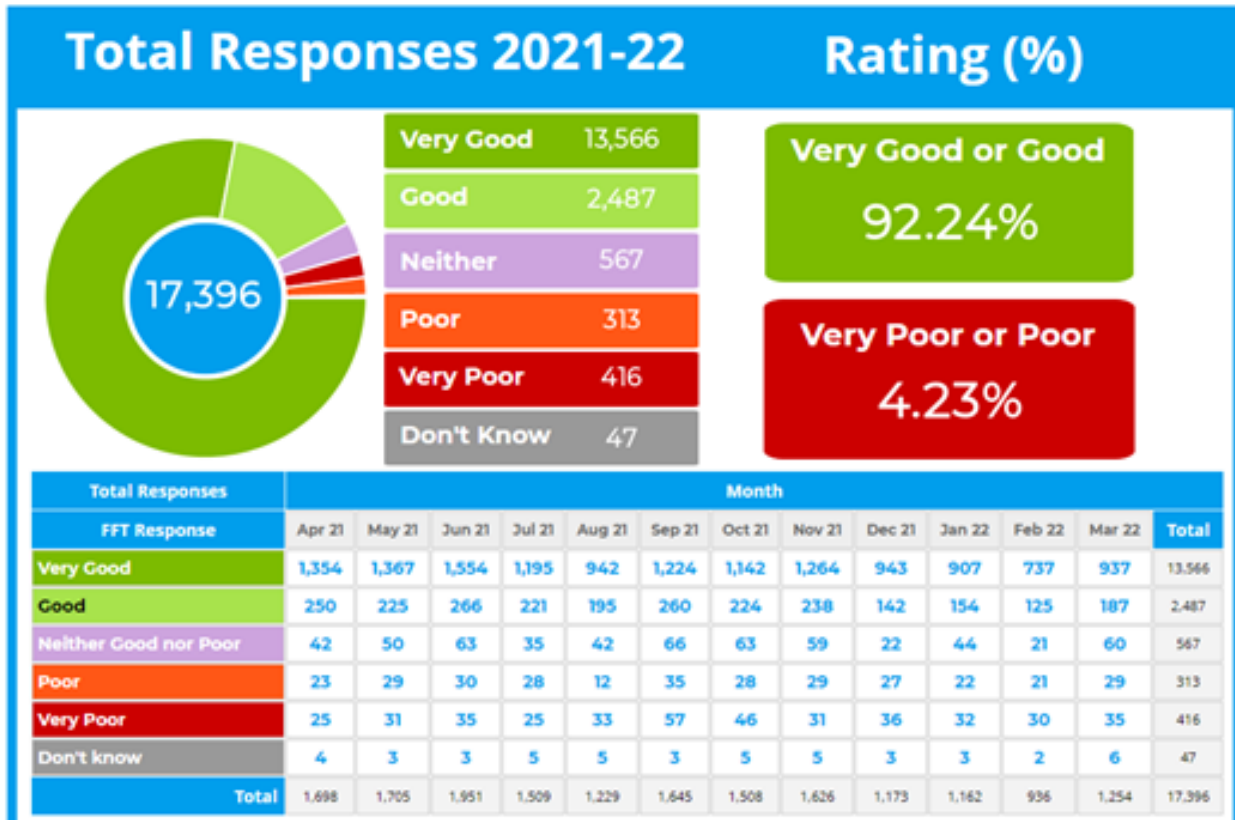 Total Responses 2021-22 Rating (%)
17,396
Very Good 13,566
Good 2,487
Neither 567
Poor 313
Very Poor 416
Don't Know 47
Very Good or Good
92.24%
Very Poor or Poor
4.23%
Total Responses Month
FFT Response Apr 21 May 21 Jun 21 Jul 21 Aug 21 Sep 21 Oct 21 Nov 21 Dec 21 Jan 22 Feb 22 Mar 22 Total
Very Good 1,354 1,367 1,554 1,195 942 1,224 1,142 1,264 943 907 737 937 13.566
Good 250 225 266 221 195 260 224 238 142 154 125 187 2.487
Neither Good nor Poor 42 50 63 35 42 66 63 59 22 44 21 60 567
Poor 23 29 30 28 12 35 28 29 27 22 21 29 313
Very Poor 25 31 35 25 33 57 46 31 36 32 30 35 416
Don't know 4 3 3 5 5 3 5 5 3 3 2 6 47
Total 1,698 1,705 1,951 1,509 1,229 1,645 1,508 1,626 1,173 1,162 936 1,254 17,396